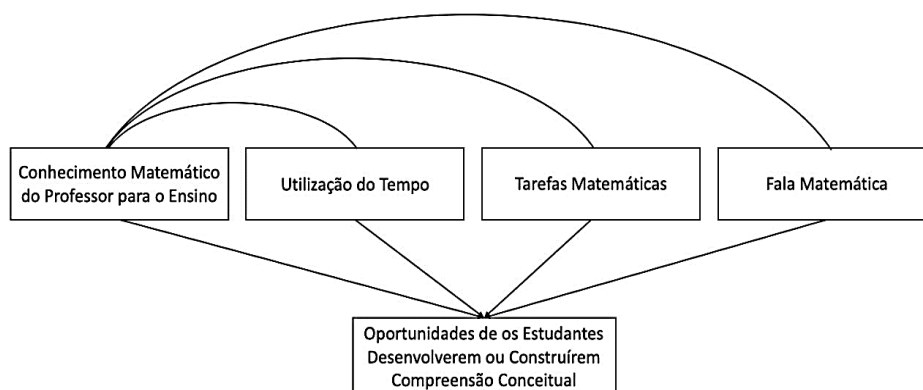 Conhecimento Matemático
do Professor para o Ensino
Utilização do Tempo
Tarefas Matemáticas
Fala Matemática
Oportunidades de os Estudantes
Desenvolverem ou Construírem
Compreensão Conceitual